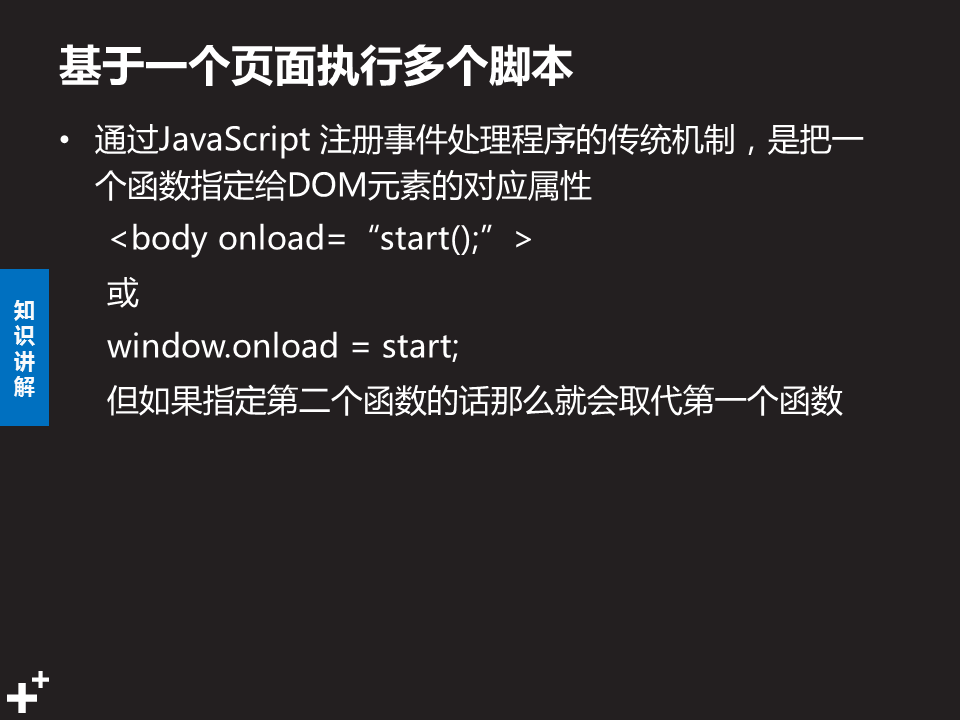 基于一个页面执行多个脚本
• 通过JavaScript 注册事件处理程序的传统机制，是把一
个函数指定给DOM元素的对应属性
<body onload=“start();”>
或
window.onload = start;
但如果指定第二个函数的话那么就会取代第一个函数
知
识
讲
解